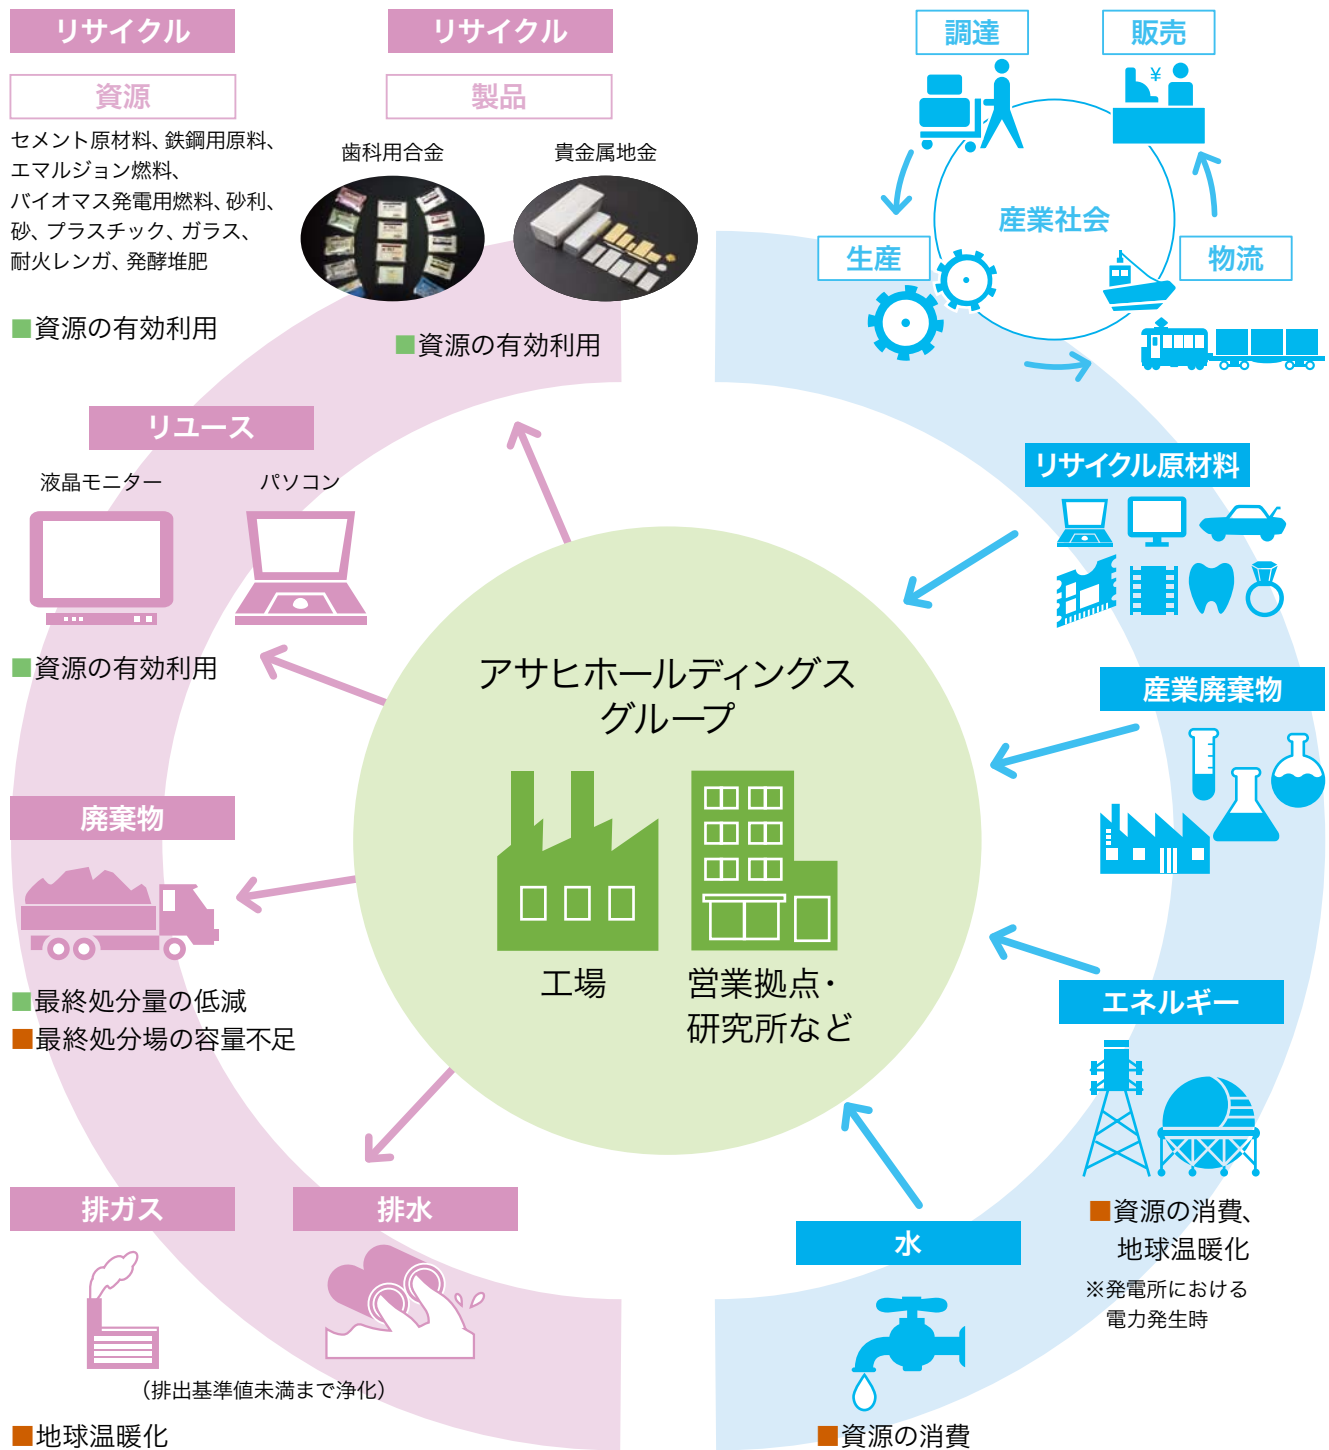 リサイクル
資源
セメント原材料、鉄鋼用原料、
エマルジョン燃料、
バイオマス発電用燃料、砂利、
砂、プラスチック、ガラス、
耐火レンガ、発酵堆肥
■資源の有効利用
リサイクル
製品
歯科用合金
貴金属地金
■資源の有効利用
調達
販売
¥
産業社会
生産
物流
リユース
液晶モニター
パソコン
■資源の有効利用
リサイクル原材料
アサヒホールディングス
グループ
工場
営業拠点・
研究所など
産業廃棄物
廃棄物
■最終処分量の低減
■最終処分場の容量不足
エネルギー
■資源の消費、
地球温暖化
※発電所における
電力発生時
排ガス
排水
（排出基準値未満まで浄化）
■地球温暖化
水
■資源の消費